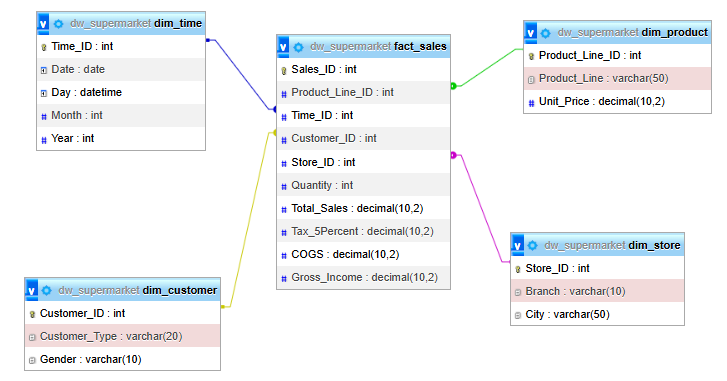 dw_supermarket dim_time
Time_ID : int
Date : date
Day : datetime
Month : int
Year : int
dw_supermarket fact_sales
Sales_ID : int
Product_Line_ID : int
Time_ID : int
Customer_ID : int
Store_ID : int
Quantity : int
Total_Sales : decimal(10,2)
Tax_5Percent : decimal(10,2)
COGS : decimal(10,2)
Gross_Income : decimal(10,2)
dw_supermarket dim_product
Product_Line_ID : int
Product_Line : varchar(50)
Unit_Price : decimal(10,2)
dw_supermarket dim_store
Store_ID : int
Branch : varchar(10)
City : varchar(50)
dw_supermarket dim_customer
Customer_ID : int
Customer_Type : varchar(20)
Gender : varchar(10)